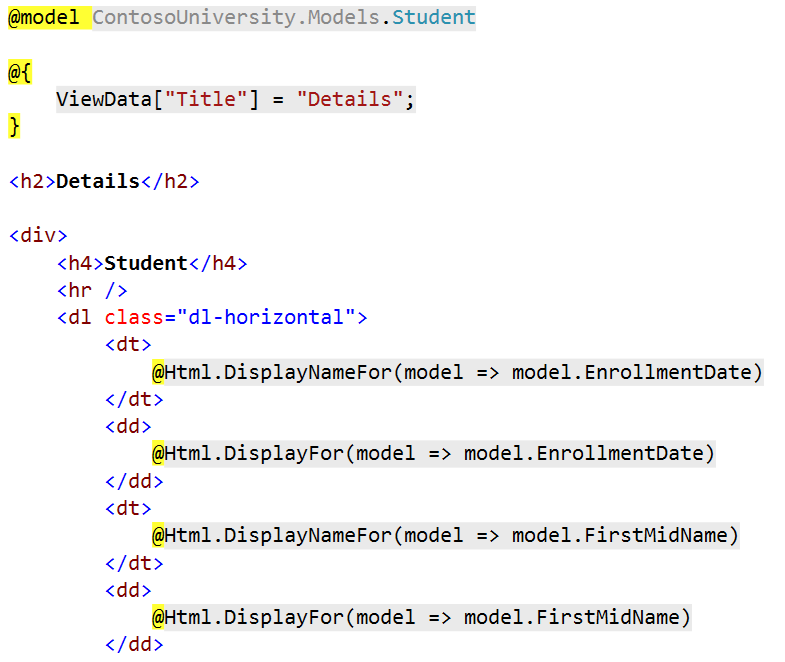 @model ContosoUniversity.Models.Student
@{
    ViewData["Title"] = "Details";
}
<h2>Details</h2>
<div>
    <h4>Student</h4>
    <hr />
    <dl class="dl-horizontal">
        <dt>
            @Html.DisplayNameFor(model => model.EnrollmentDate)
        </dt>
        <dd>
            @Html.DisplayFor(model => model.EnrollmentDate)
        </dd>
        <dt>
            @Html.DisplayNameFor(model => model.FirstMidName)
        </dt>
        <dd>
            @Html.DisplayFor(model => model.FirstMidName)
        </dd>